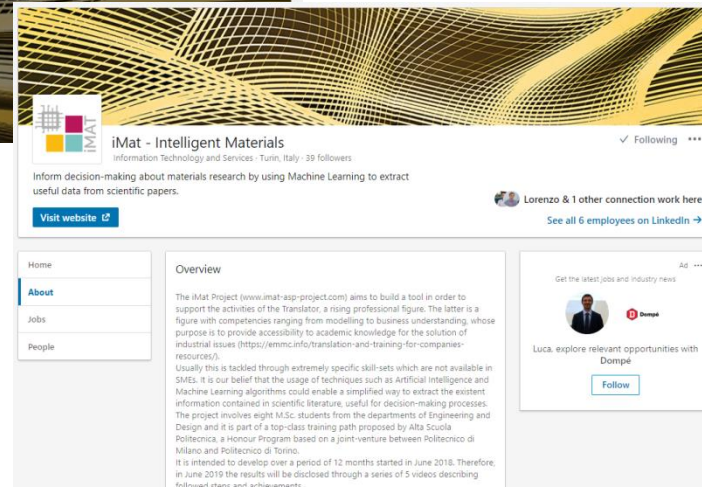 iMAT
iMat - Intelligent Materials
Information Technology and Services · Turin, Italy · 39 followers
✓ Following •••
Inform decision-making about materials research by using Machine Learning to extract
useful data from scientific papers.
Lorenzo & 1 other connection work here
Visit website
See all 6 employees on LinkedIn →
Home
About
Jobs
People
Overview
The iMat Project (www.imat-asp-project.com) aims to build a tool in order to
support the activities of the Translator, a rising professional figure. The latter is a
figure with competencies ranging from modelling to business understanding, whose
purpose is to provide accessibility to academic knowledge for the solution of
industrial issues (https://emmc.info/translation-and-training-for-companies-
resources/).
Usually this is tackled through extremely specific skill-sets which are not available in
SMEs. It is our belief that the usage of techniques such as Artificial Intelligence and
Machine Learning algorithms could enable a simplified way to extract the existent
information contained in scientific literature, useful for decision-making processes.
The project involves eight M.Sc. students from the departments of Engineering and
Design and it is part of a top-class training path proposed by Alta Scuola
Politecnica, a Honour Program based on a joint-venture between Politecnico di
Milano and Politecnico di Torino.
It is intended to develop over a period of 12 months started in June 2018. Therefore,
in June 2019 the results will be disclosed through a series of 5 videos describing
followed steps and achievements.
Ad •••
Get the latest jobs and industry news
Dompé
Luca, explore relevant opportunities with
Dompé
Follow